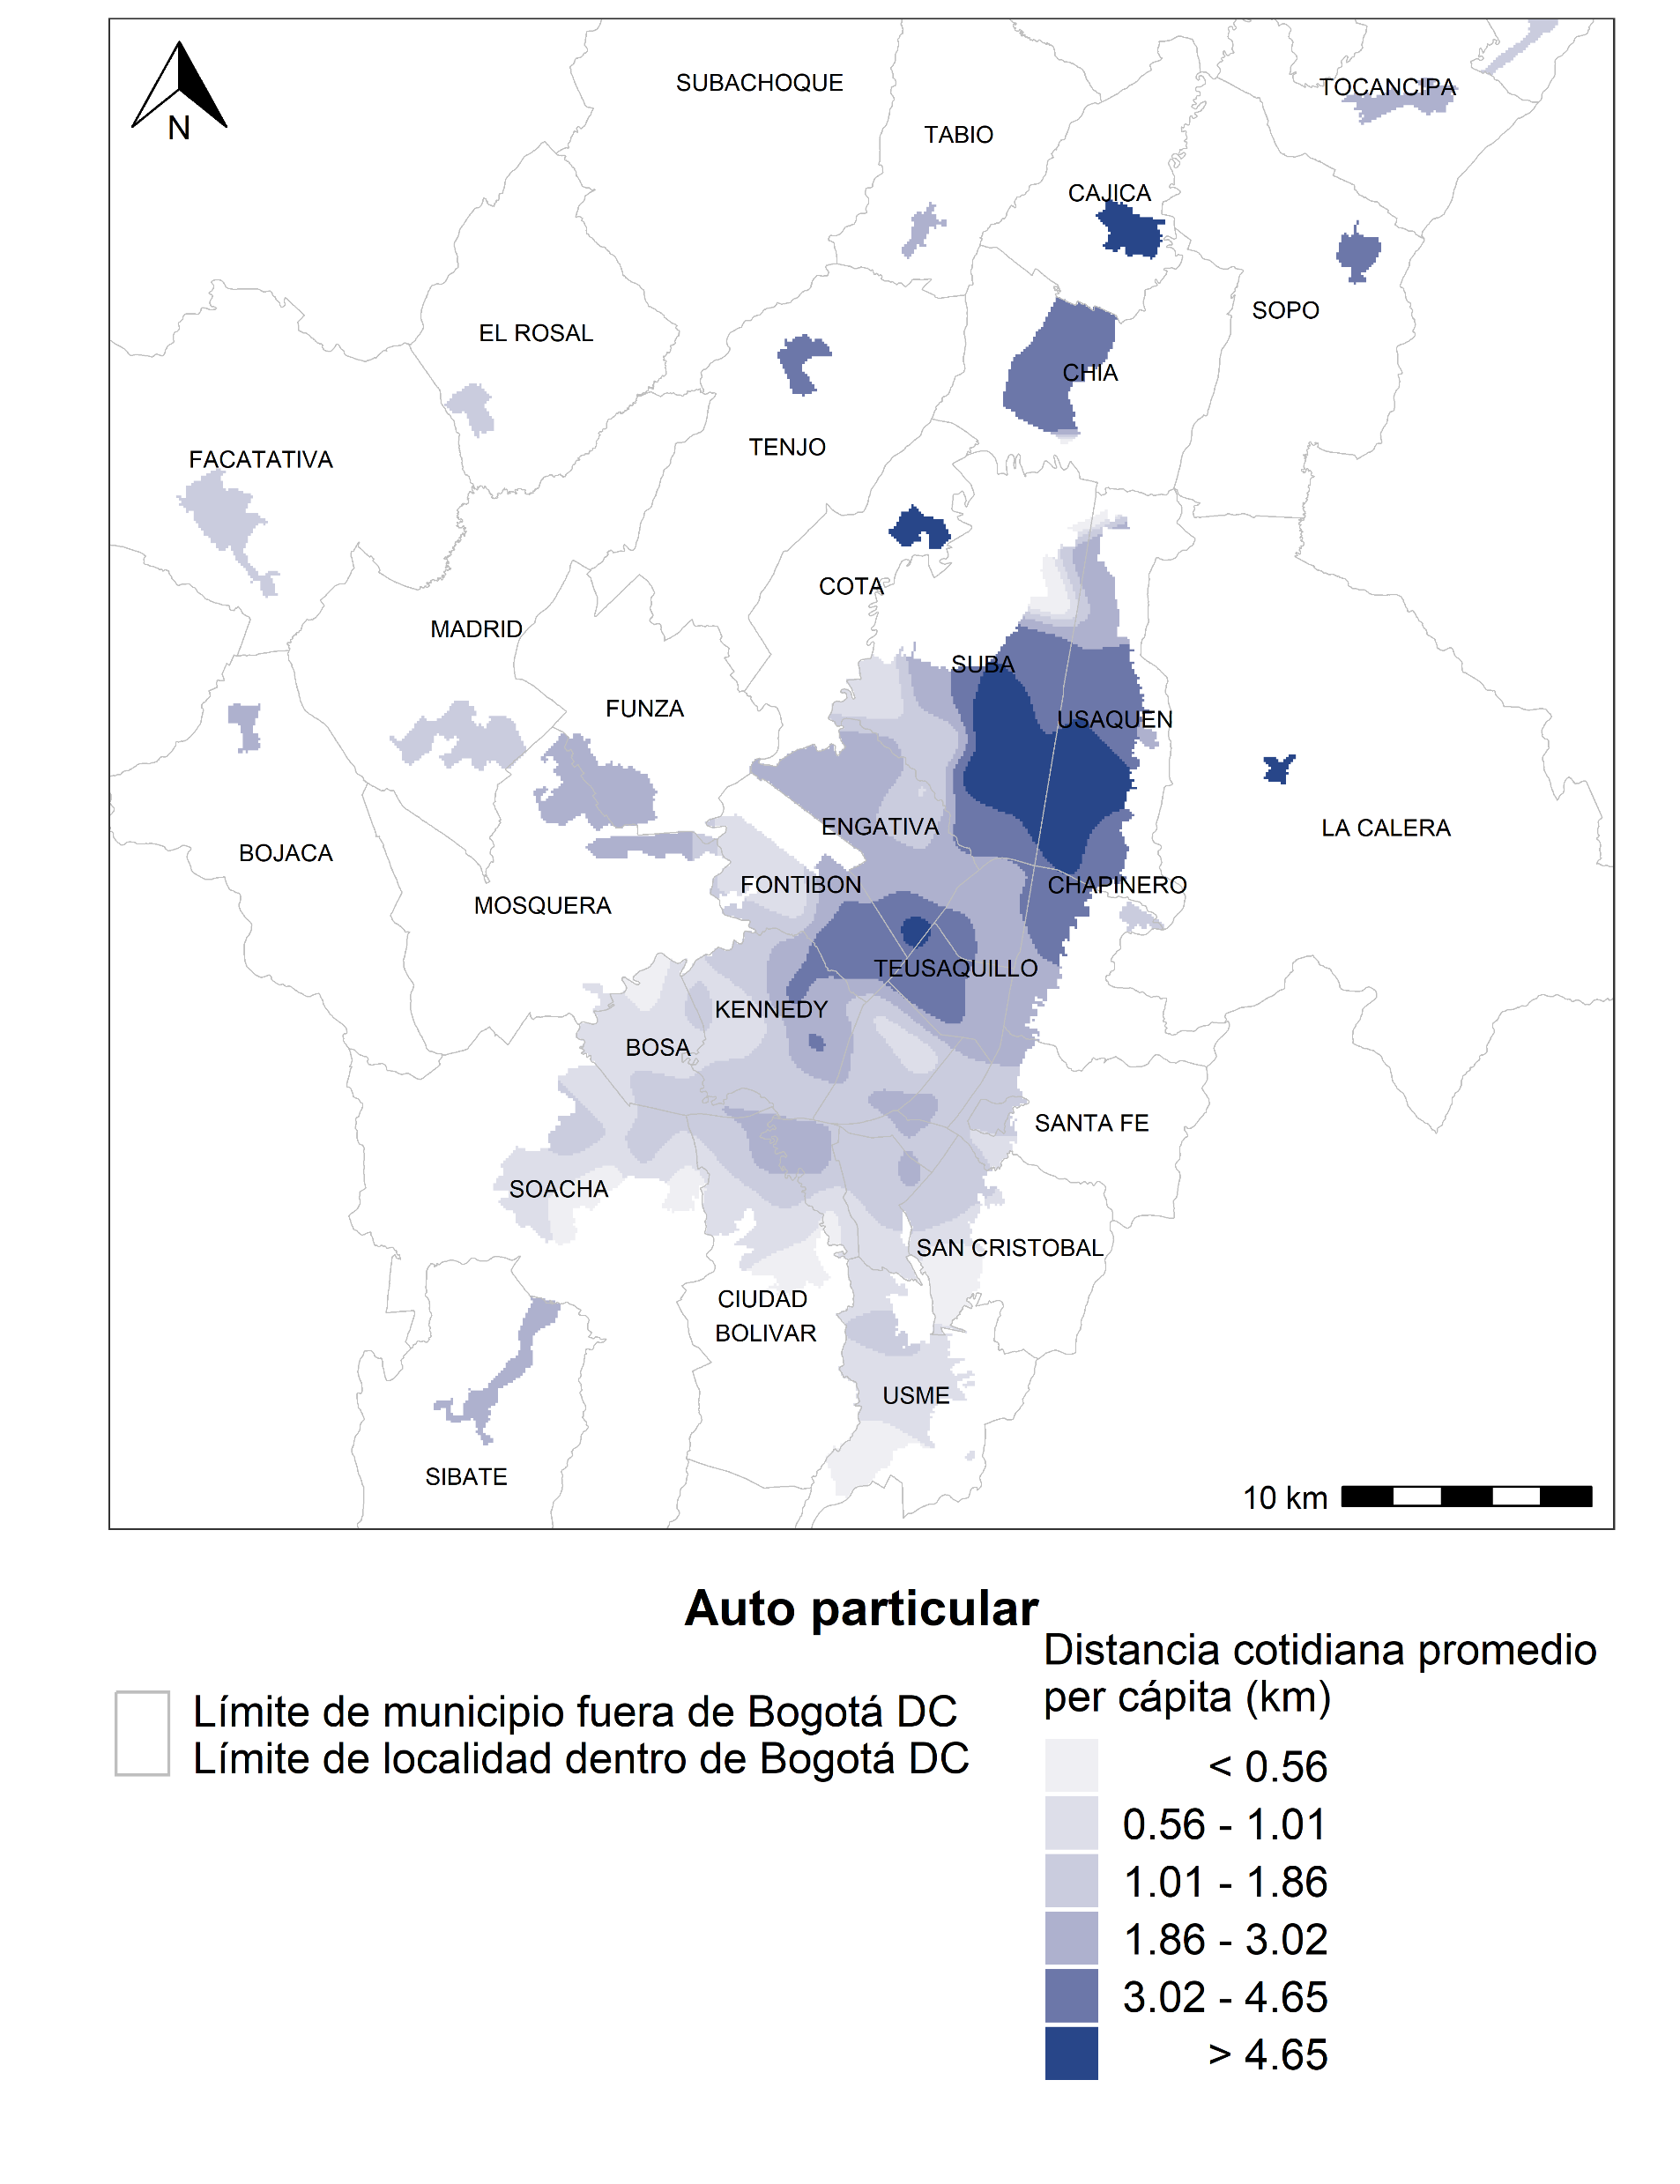 SUBACHOQUE
TOCANCIPA
N
TABIO
CAJICA
SOPO
EL ROSAL
CHIA
TENJO
FACATATIVA
COTA
MADRID
SUBA
FUNZA
USAQUEN
ENGATIVA
LA CALERA
BOJACA
FONTIBON
CHAPINERO
MOSQUERA
TEUSAQUILLO
KENNEDY
BOSA
SANTA FE
SOACHA
SAN CRISTOBAL
CIUDAD
BOLIVAR
USME
SIBATE
10 km
Auto particular
Distancia cotidiana promedio
per cápita (km)
Límite de municipio fuera de Bogotá DC
Límite de localidad dentro de Bogotá DC
< 0.56
0.56 - 1.01
1.01 - 1.86
1.86 - 3.02
3.02 - 4.65
> 4.65